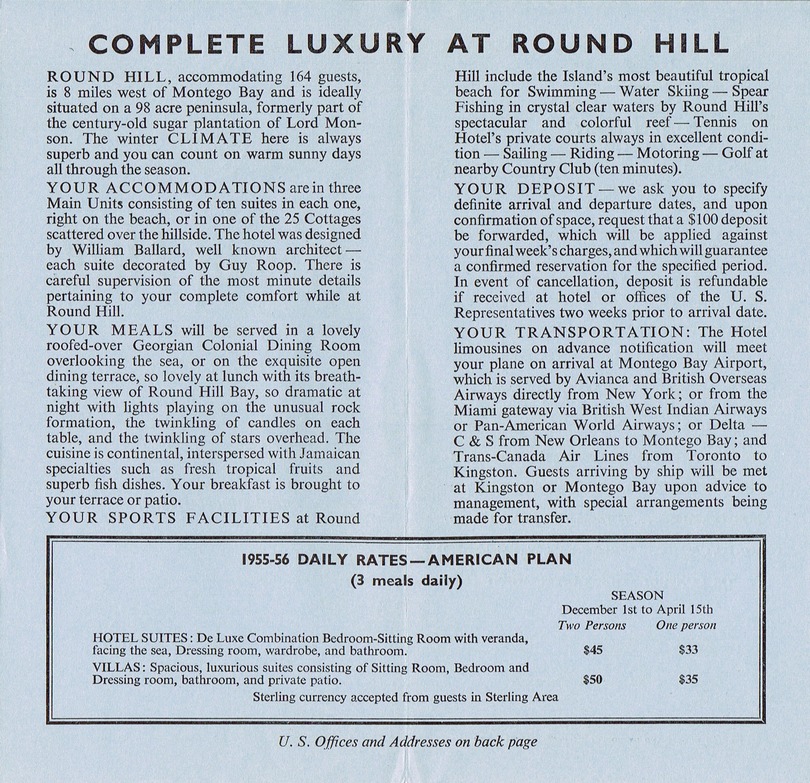 COMPLETE LUXURY AT ROUND HILL
ROUND HILL, accommodating 164 guests,
is 8 miles west of Montego Bay and is ideally
situated on a 98 acre peninsula, formerly part of
the century-old sugar plantation of Lord Mon-
son. The winter CLIMATE here is always
superb and you can count on warm sunny days
all through the season.
YOUR ACCOMMODATIONS are in three
Main Units consisting of ten suites in each one,
right on the beach, or in one of the 25 Cottages
scattered over the hillside. The hotel was designed
by William Ballard, well known architect —
each suite decorated by Guy Roop. There is
careful supervision of the most minute details
pertaining to your complete comfort while at
Round Hill.
YOUR MEALS will be served in a lovely
roofed-over Georgian Colonial Dining Room
overlooking the sea, or on the exquisite open
dining terrace, so lovely at lunch with its breath-
taking view of Round Hill Bay, so dramatic at
night with lights playing on the unusual rock
formation, the twinkling of candles on each
table, and the twinkling of stars overhead. The
cuisine is continental, interspersed with Jamaican
specialties such as fresh tropical fruits and
superb fish dishes. Your breakfast is brought to
your terrace or patio.
YOUR SPORTS FACILITIES at Round
Hill include the Island's most beautiful tropical
beach for Swimming — Water Skiing — Spear
Fishing in crystal clear waters by Round Hill's
spectacular and colorful reef — Tennis on
Hotel's private courts always in excellent condi-
tion — Sailing — Riding — Motoring — Golf at
nearby Country Club (ten minutes).
YOUR DEPOSIT — we ask you to specify
definite arrival and departure dates, and upon
confirmation of space, request that a $100 deposit
be forwarded, which will be applied against
your final week's charges, and which will guarantee
a confirmed reservation for the specified period.
In event of cancellation, deposit is refundable
if received at hotel or offices of the U. S.
Representatives two weeks prior to arrival date.
YOUR TRANSPORTATION: The Hotel
limousines on advance notification will meet
your plane on arrival at Montego Bay Airport,
which is served by Avianca and British Overseas
Airways directly from New York; or from the
Miami gateway via British West Indian Airways
or Pan-American World Airways; or Delta —
C & S from New Orleans to Montego Bay; and
Trans-Canada Air Lines from Toronto to
Kingston. Guests arriving by ship will be met
at Kingston or Montego Bay upon advice to
management, with special arrangements being
made for transfer.
1955-56 DAILY RATES—AMERICAN PLAN
(3 meals daily)
SEASON
December 1st to April 15th
Two Persons One person
HOTEL SUITES: De Luxe Combination Bedroom-Sitting Room with veranda,
facing the sea, Dressing room, wardrobe, and bathroom. $45 $33
VILLAS: Spacious, luxurious suites consisting of Sitting Room, Bedroom and
Dressing room, bathroom, and private patio. $50 $35
Sterling currency accepted from guests in Sterling Area
U. S. Offices and Addresses on back page